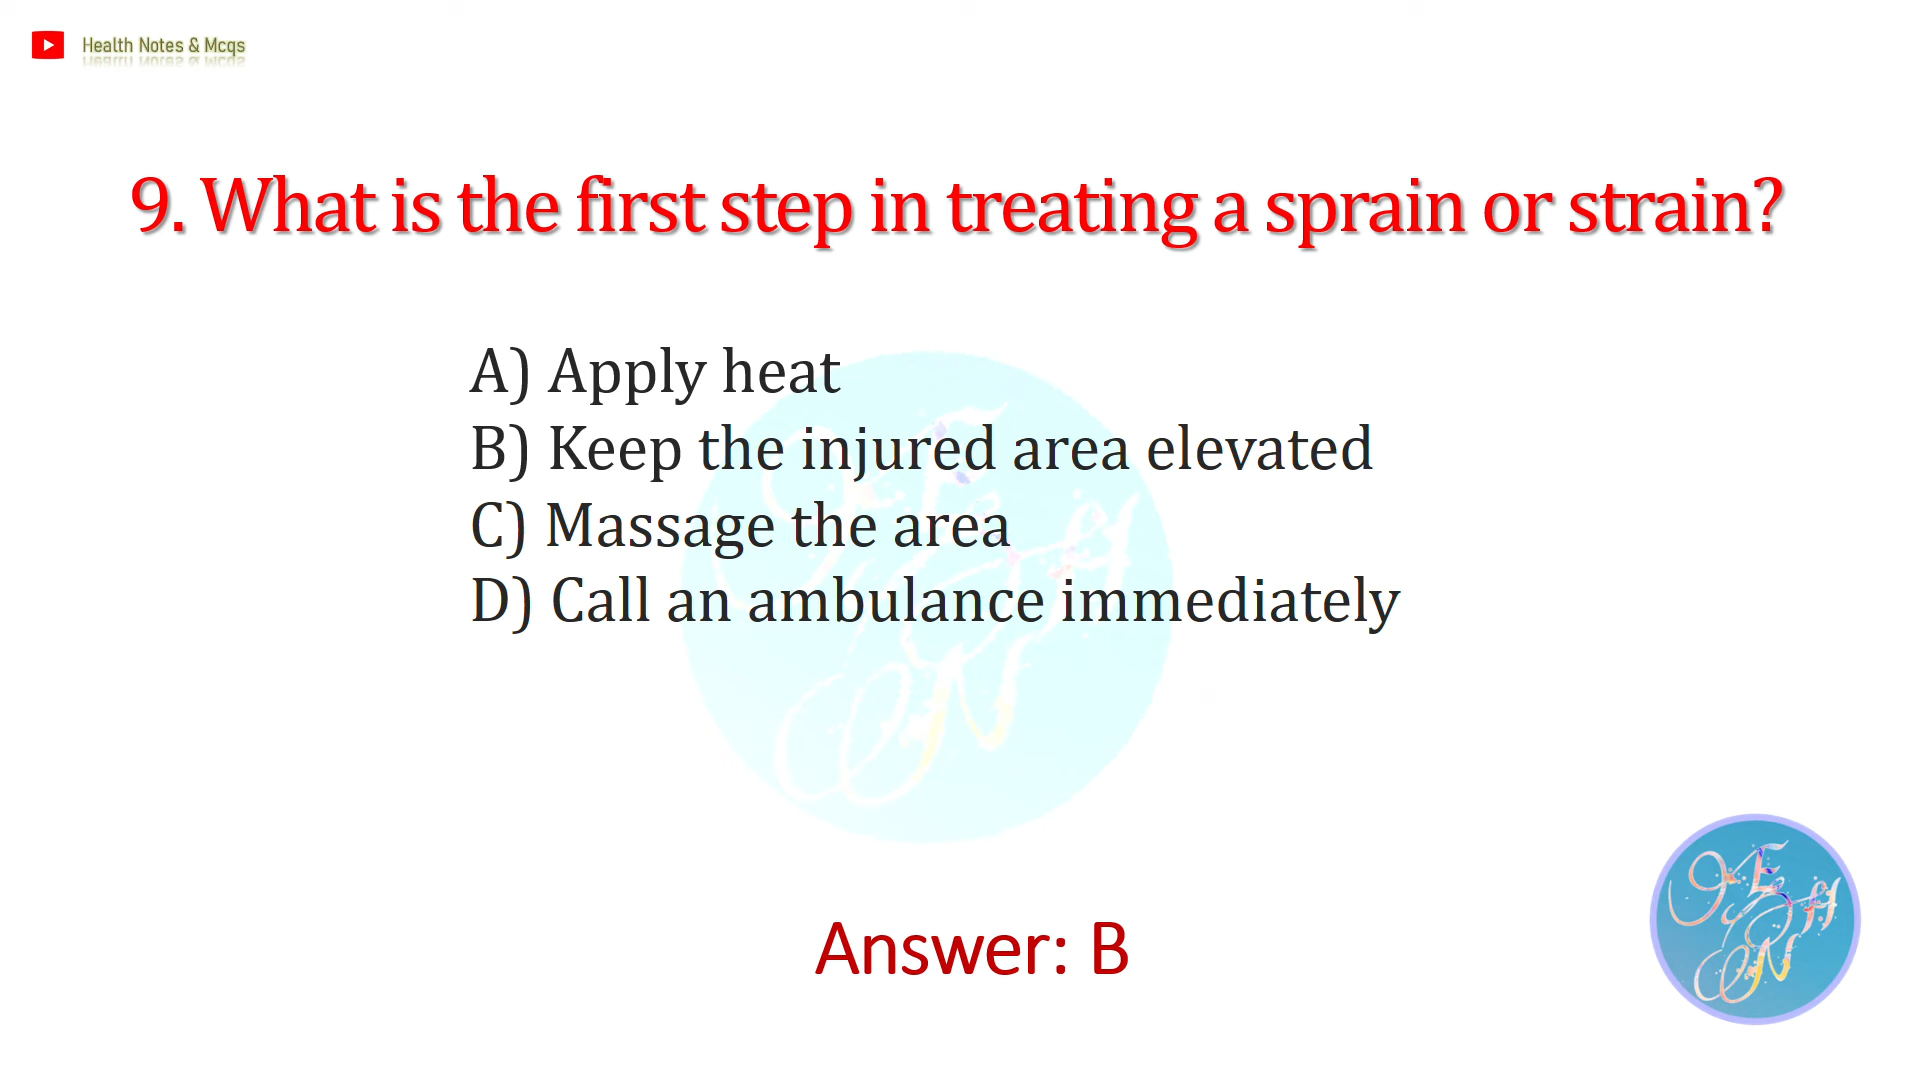 Health Notes & Mcqs
9. What is the first step in treating a sprain or strain?
A) Apply heat
B) Keep the injured area elevated
C) Massage the area
D) Call an ambulance immediately
Answer: B